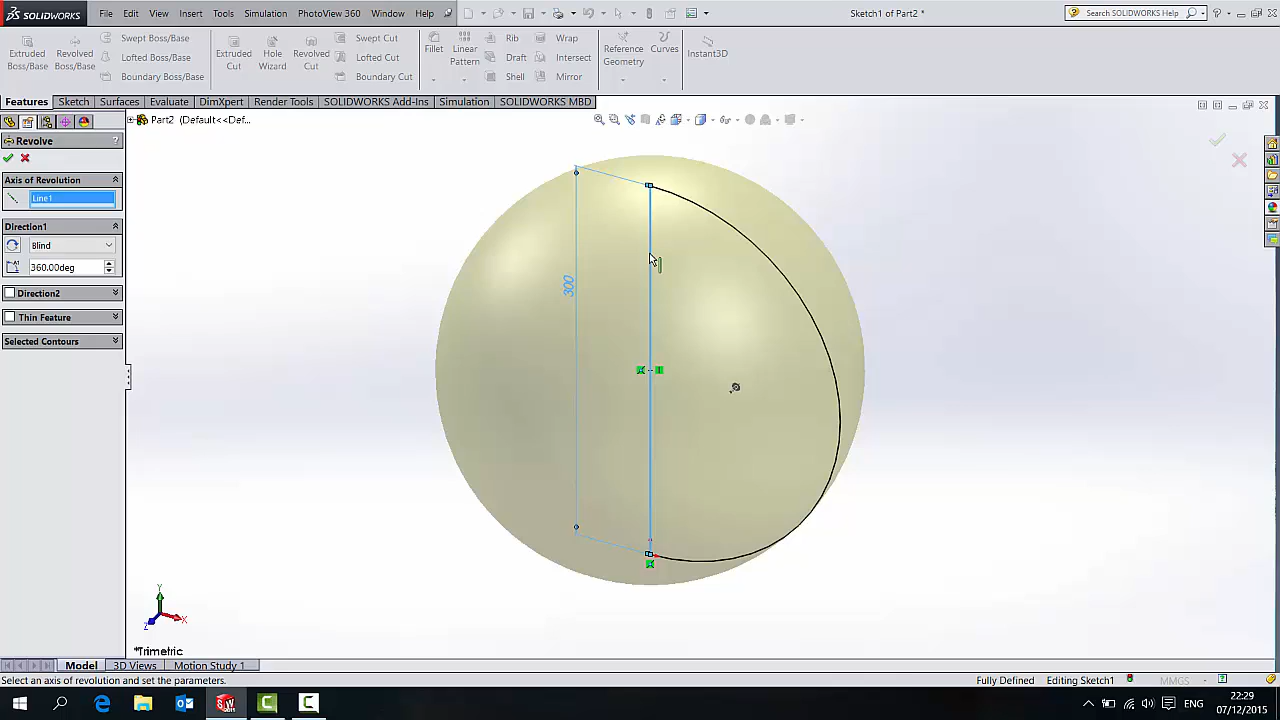 SOLIDWORKS File Edit View Insert Tools Simulation PhotoView 360 Window Help Sketch1 of Part2 * Search SOLIDWORKS Help
Extruded Boss/Base
Revolved Boss/Base
Swept Boss/Base
Lofted Boss/Base
Boundary Boss/Base
Extruded Cut
Hole Wizard
Revolved Cut
Swept Cut
Lofted Cut
Boundary Cut
Fillet
Linear Pattern
Rib
Draft
Shell
Wrap
Intersect
Mirror
Reference Geometry
Curves
Instant3D
Features Sketch Surfaces Evaluate DimXpert Render Tools SOLIDWORKS Add-Ins Simulation SOLIDWORKS MBD
Part2 (Default<<Def...
Revolve ?
Axis of Revolution
Line1
Direction1
Blind
360.00deg
Direction2
Thin Feature
Selected Contours
300
Y
X
Z
*Trimetric
Model 3D Views Motion Study 1
Select an axis of revolution and set the parameters. Fully Defined Editing Sketch1 MMGS
ENG
22:29
07/12/2015